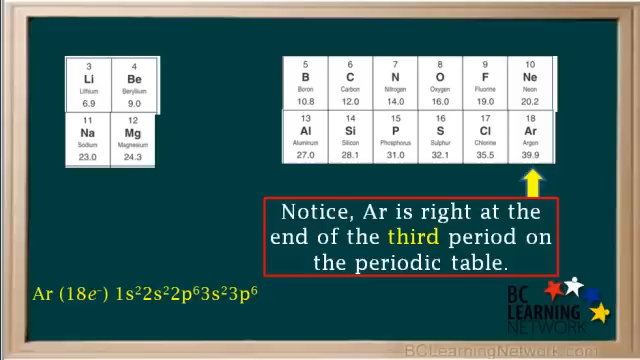 3 4 5 6 7 8 9 10
Li Be B C N O F Ne
Lithium Beryllium Boron Carbon Nitrogen Oxygen Fluorine Neon
6.9 9.0 10.8 12.0 14.0 16.0 19.0 20.2
11 12 13 14 15 16 17 18
Na Mg Al Si P S Cl Ar
Sodium Magnesium Aluminum Silicon Phosphorus Sulphur Chlorine Argon
23.0 24.3 27.0 28.1 31.0 32.1 35.5 39.9
Notice, Ar is right at the
end of the third period on
the periodic table.
Ar (18e⁻) 1s²2s²2p⁶3s²3p⁶
BC
LEARNING
NETWORK
BCLearningNetwork.com